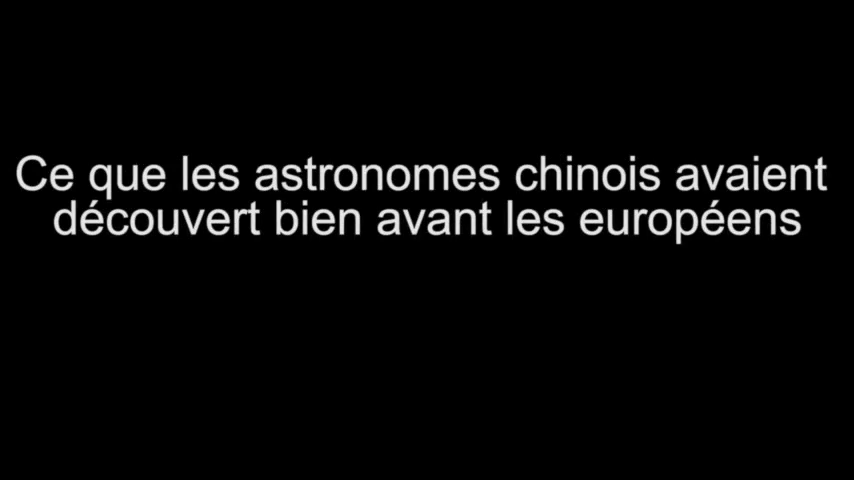 Ce que les astronomes chinois avaient
découvert bien avant les européens